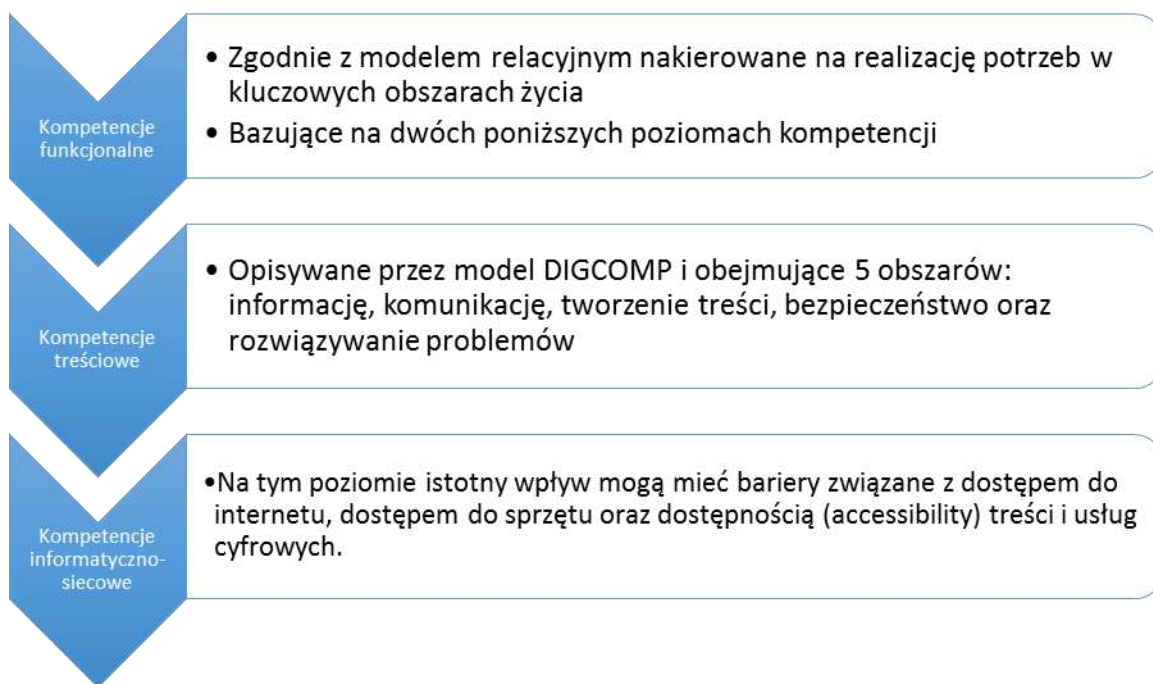 Kompetencje
funkcjonalne
• Zgodnie z modelem relacyjnym nakierowane na realizację potrzeb w
kluczowych obszarach życia
• Bazujące na dwóch poniższych poziomach kompetencji
Kompetencje
treściowe
• Opisywane przez model DIGCOMP i obejmujące 5 obszarów:
informację, komunikację, tworzenie treści, bezpieczeństwo oraz
rozwiązywanie problemów
Kompetencje
informatyczno-
siecowe
•Na tym poziomie istotny wpływ mogą mieć bariery związane z dostępem do
internetu, dostępem do sprzętu oraz dostępnością (accessibility) treści i usług
cyfrowych.